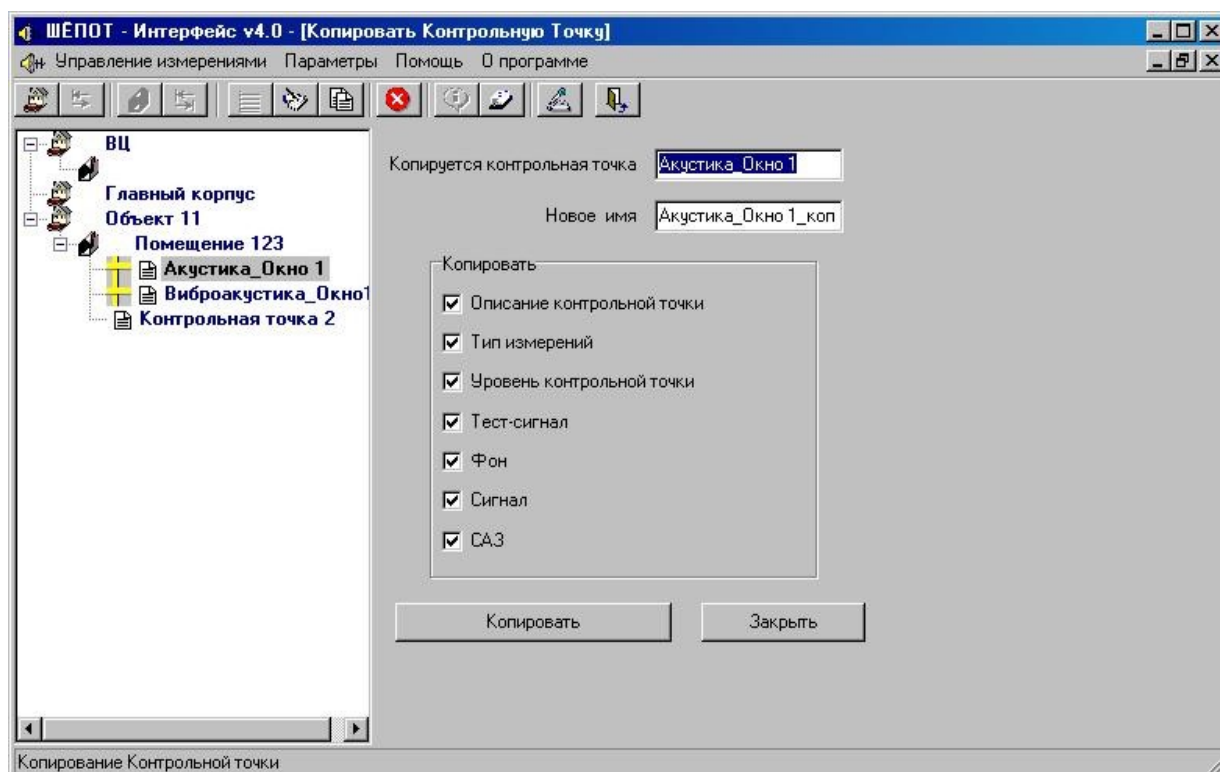 ШЁПОТ - Интерфейс v4.0 - [Копировать Контрольную Точку]
Управление измерениями Параметры Помощь О программе
ВЦ
Главный корпус
Объект 11
Помещение 123
Акустика_Окно 1
Виброакустика_Окно1
Контрольная точка 2
Копируется контрольная точка Акустика_Окно 1
Новое имя Акустика_Окно 1_коп
Копировать
Описание контрольной точки
Тип измерений
Уровень контрольной точки
Тест-сигнал
Фон
Сигнал
САЗ
Копировать Закрыть
Копирование Контрольной точки